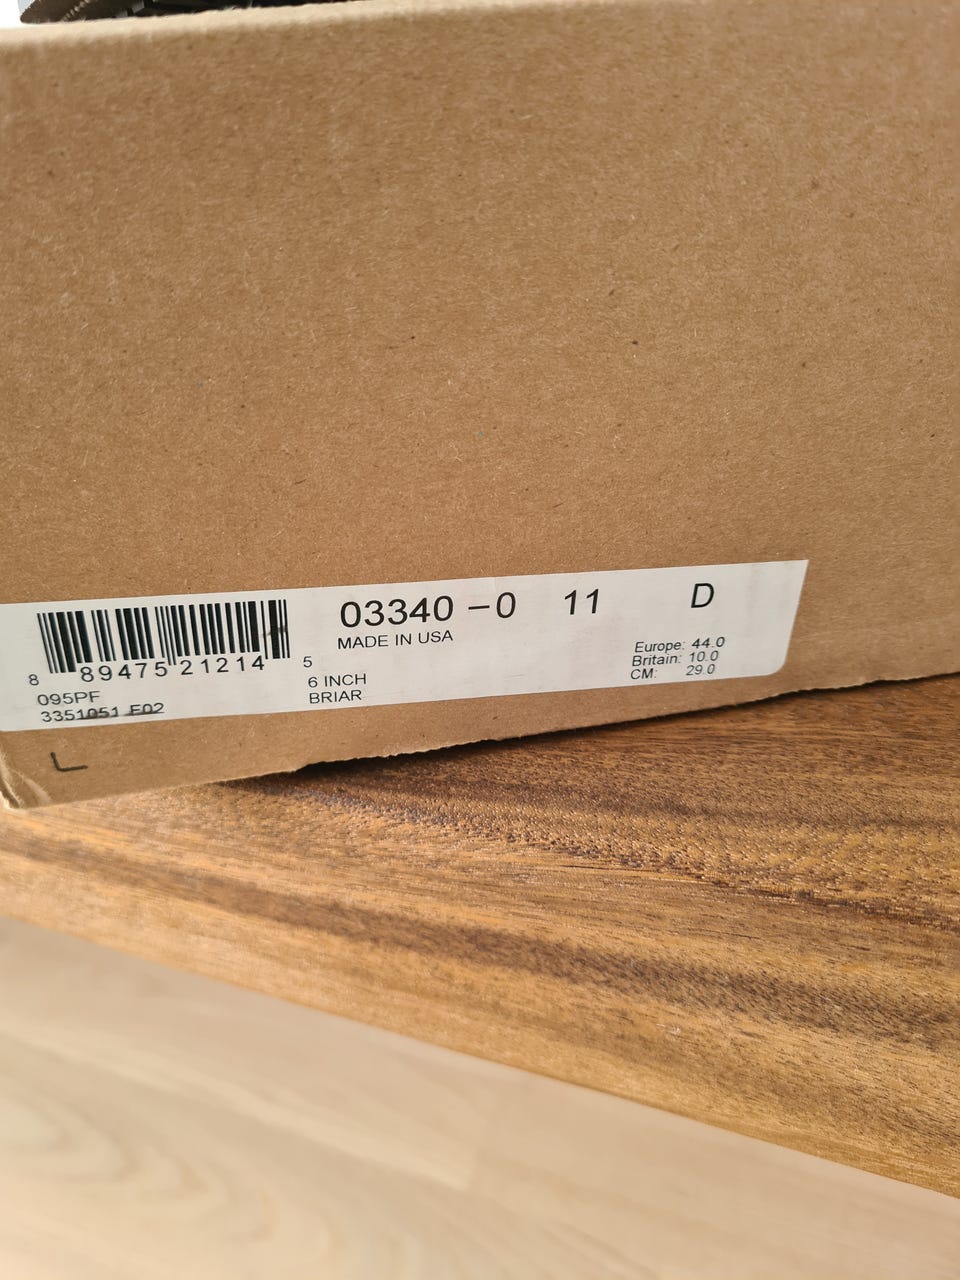 03340 – 0 11 D
MADE IN USA
8 89475 21214 5
095PF
3351051 E02
6 INCH
BRIAR
Europe: 44.0
Britain: 10.0
CM: 29.0
L